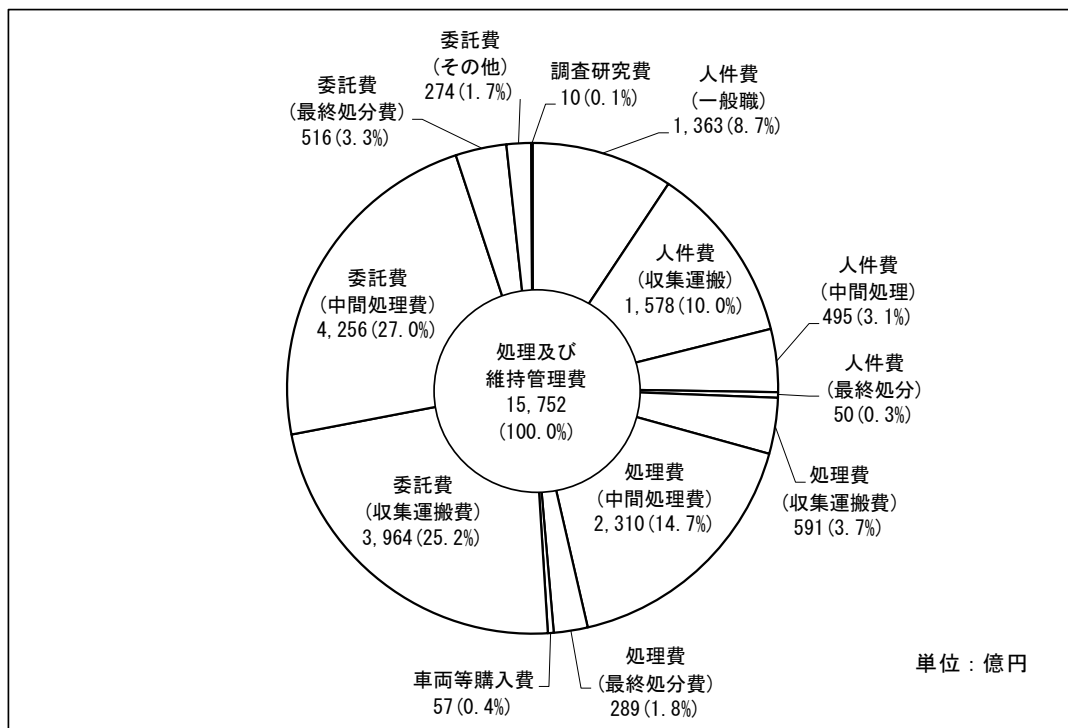 委託費
(その他)
274(1.7%)
調査研究費
10(0.1%)
人件費
(一般職)
1,363(8.7%)
人件費
(収集運搬)
1,578(10.0%)
人件費
(中間処理)
495(3.1%)
人件費
(最終処分)
50(0.3%)
処理費
(収集運搬費)
591(3.7%)
処理費
(中間処理費)
2,310(14.7%)
処理費
(最終処分費)
289(1.8%)
車両等購入費
57(0.4%)
委託費
(収集運搬費)
3,964(25.2%)
委託費
(中間処理費)
4,256(27.0%)
委託費
(最終処分費)
516(3.3%)
処理及び
維持管理費
15,752
(100.0%)
単位：億円